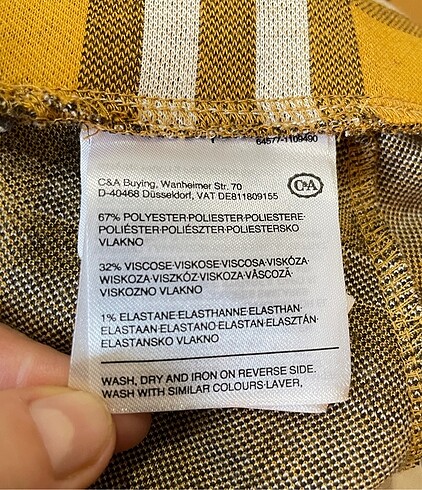 64577-1109490
C&A Buying, Wanheimer Str. 70
D-40468 Düsseldorf, VAT DE811809155
C&A
67% POLYESTER·POLIESTER·POLIESTERE·
POLIÉSTER·POLIÉSZTER·POLIESTERSKO
VLAKNO
32% VISCOSE·VISKOSE·VISCOSA·VISKÓZA·
WISKOZA·VISZKÓZ·VISKOZA·VÂSCOZÂ·
VISKOZNO VLAKNO
1% ELASTANE·ELASTHANNE·ELASTHAN·
ELASTAAN·ELASTANO·ELASTAN·ELASZTÁN·
ELASTANSKO VLAKNO
WASH, DRY AND IRON ON REVERSE SIDE.
WASH WITH SIMILAR COLOURS·LAVER,